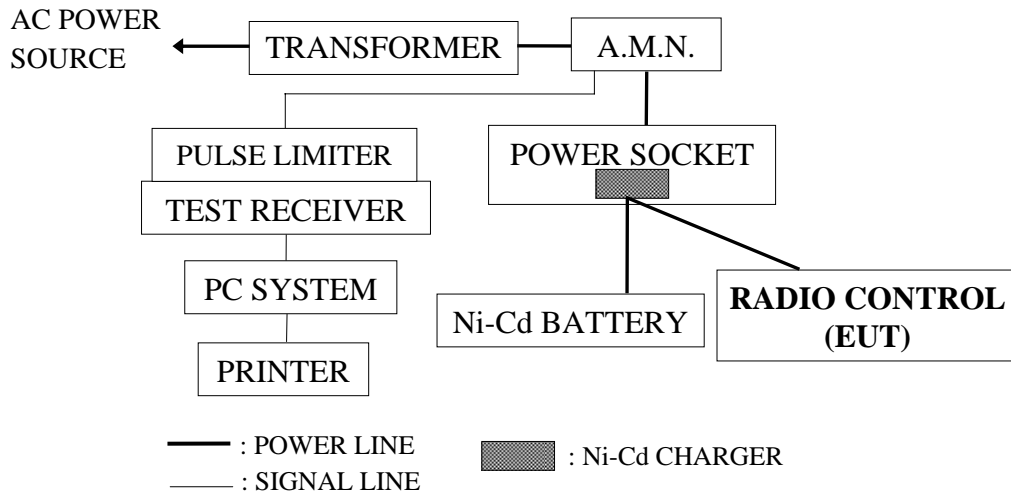 AC POWER
SOURCE
TRANSFORMER
A.M.N.
PULSE LIMITER
POWER SOCKET
TEST RECEIVER
PC SYSTEM
Ni-Cd BATTERY
RADIO CONTROL
(EUT)
PRINTER
: POWER LINE
: SIGNAL LINE
: Ni-Cd CHARGER